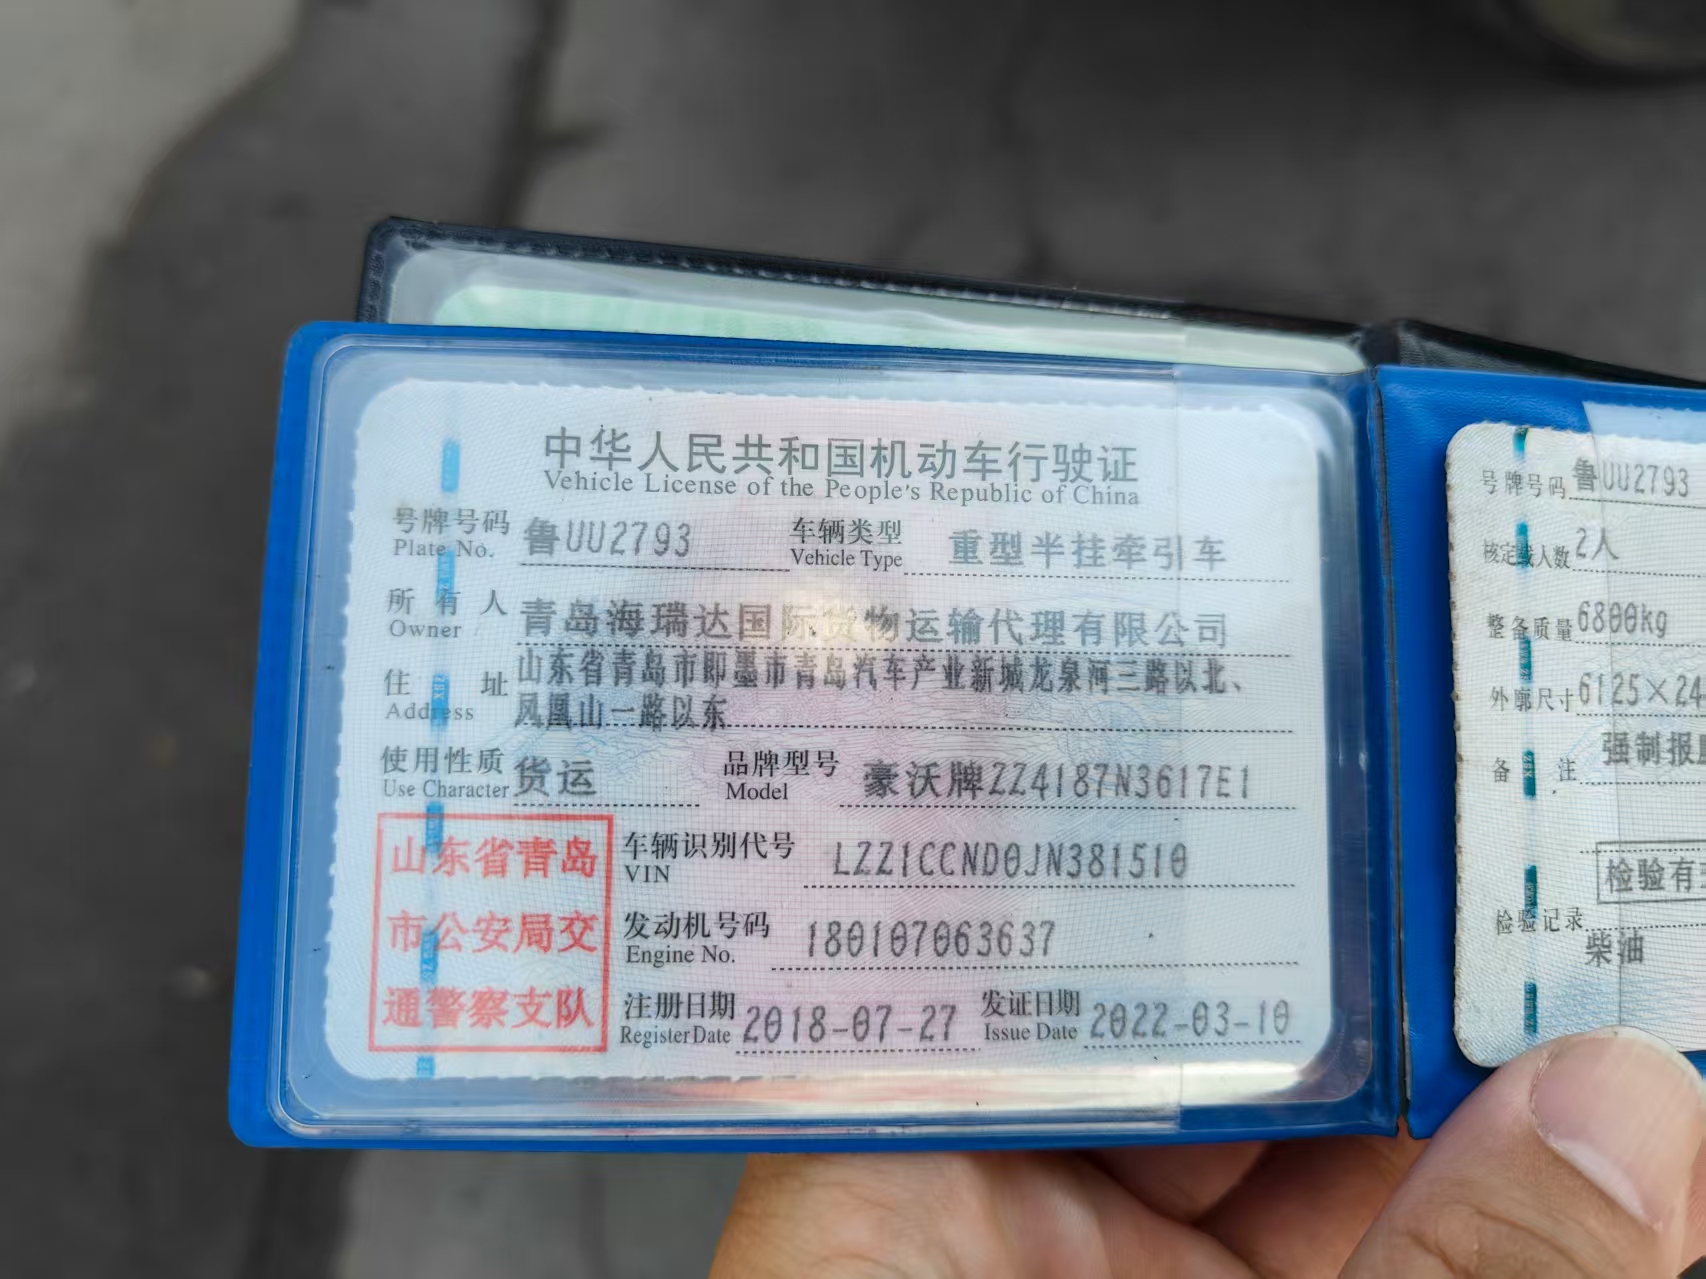 中华人民共和国机动车行驶证
Vehicle License of the People's Republic of China
号牌号码 鲁UU2793 车辆类型 重型半挂牵引车
Plate No. Vehicle Type
所有人 青岛海瑞达国际货物运输代理有限公司
Owner
住址 山东省青岛市即墨市青岛汽车产业新城龙泉河三路以北、
Address 凤凰山一路以东
使用性质 货运 品牌型号 豪沃牌ZZ4187N3617E1
Use Character Model
山东省青岛
市公安局交
通警察支队
车辆识别代号 LZZ1CCND0JN381510
VIN
发动机号码 180107063637
Engine No.
注册日期 2018-07-27 发证日期 2022-03-10
Register Date Issue Date
号牌号码 鲁UU2793
核定载人数 2人
整备质量 6800kg
外廓尺寸 6125×24
备注 强制报
检验有
检验记录
柴油